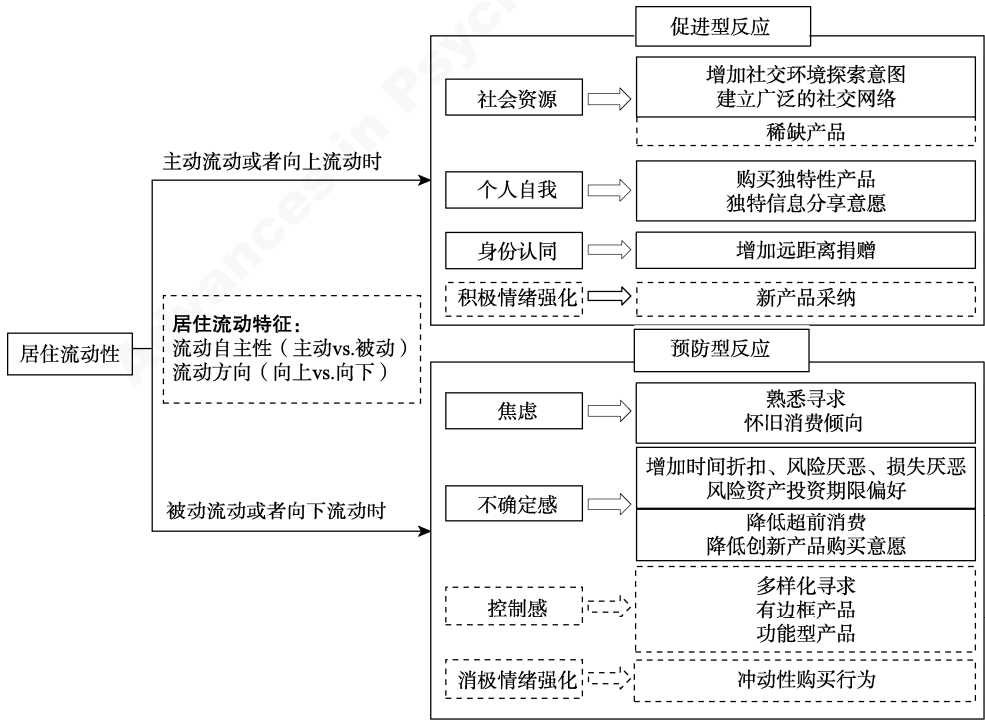 促进型反应
社会资源
增加社交环境探索意图
建立广泛的社交网络
稀缺产品
主动流动或者向上流动时
个人自我
购买独特性产品
独特信息分享意愿
身份认同
增加远距离捐赠
积极情绪强化
新产品采纳
居住流动性
居住流动特征：
流动自主性（主动vs.被动）
流动方向（向上vs.向下）
预防型反应
焦虑
熟悉寻求
怀旧消费倾向
被动流动或者向下流动时
不确定感
增加时间折扣、风险厌恶、损失厌恶
风险资产投资期限偏好
降低超前消费
降低创新产品购买意愿
控制感
多样化寻求
有边框产品
功能型产品
消极情绪强化
冲动性购买行为
Advances in Psych